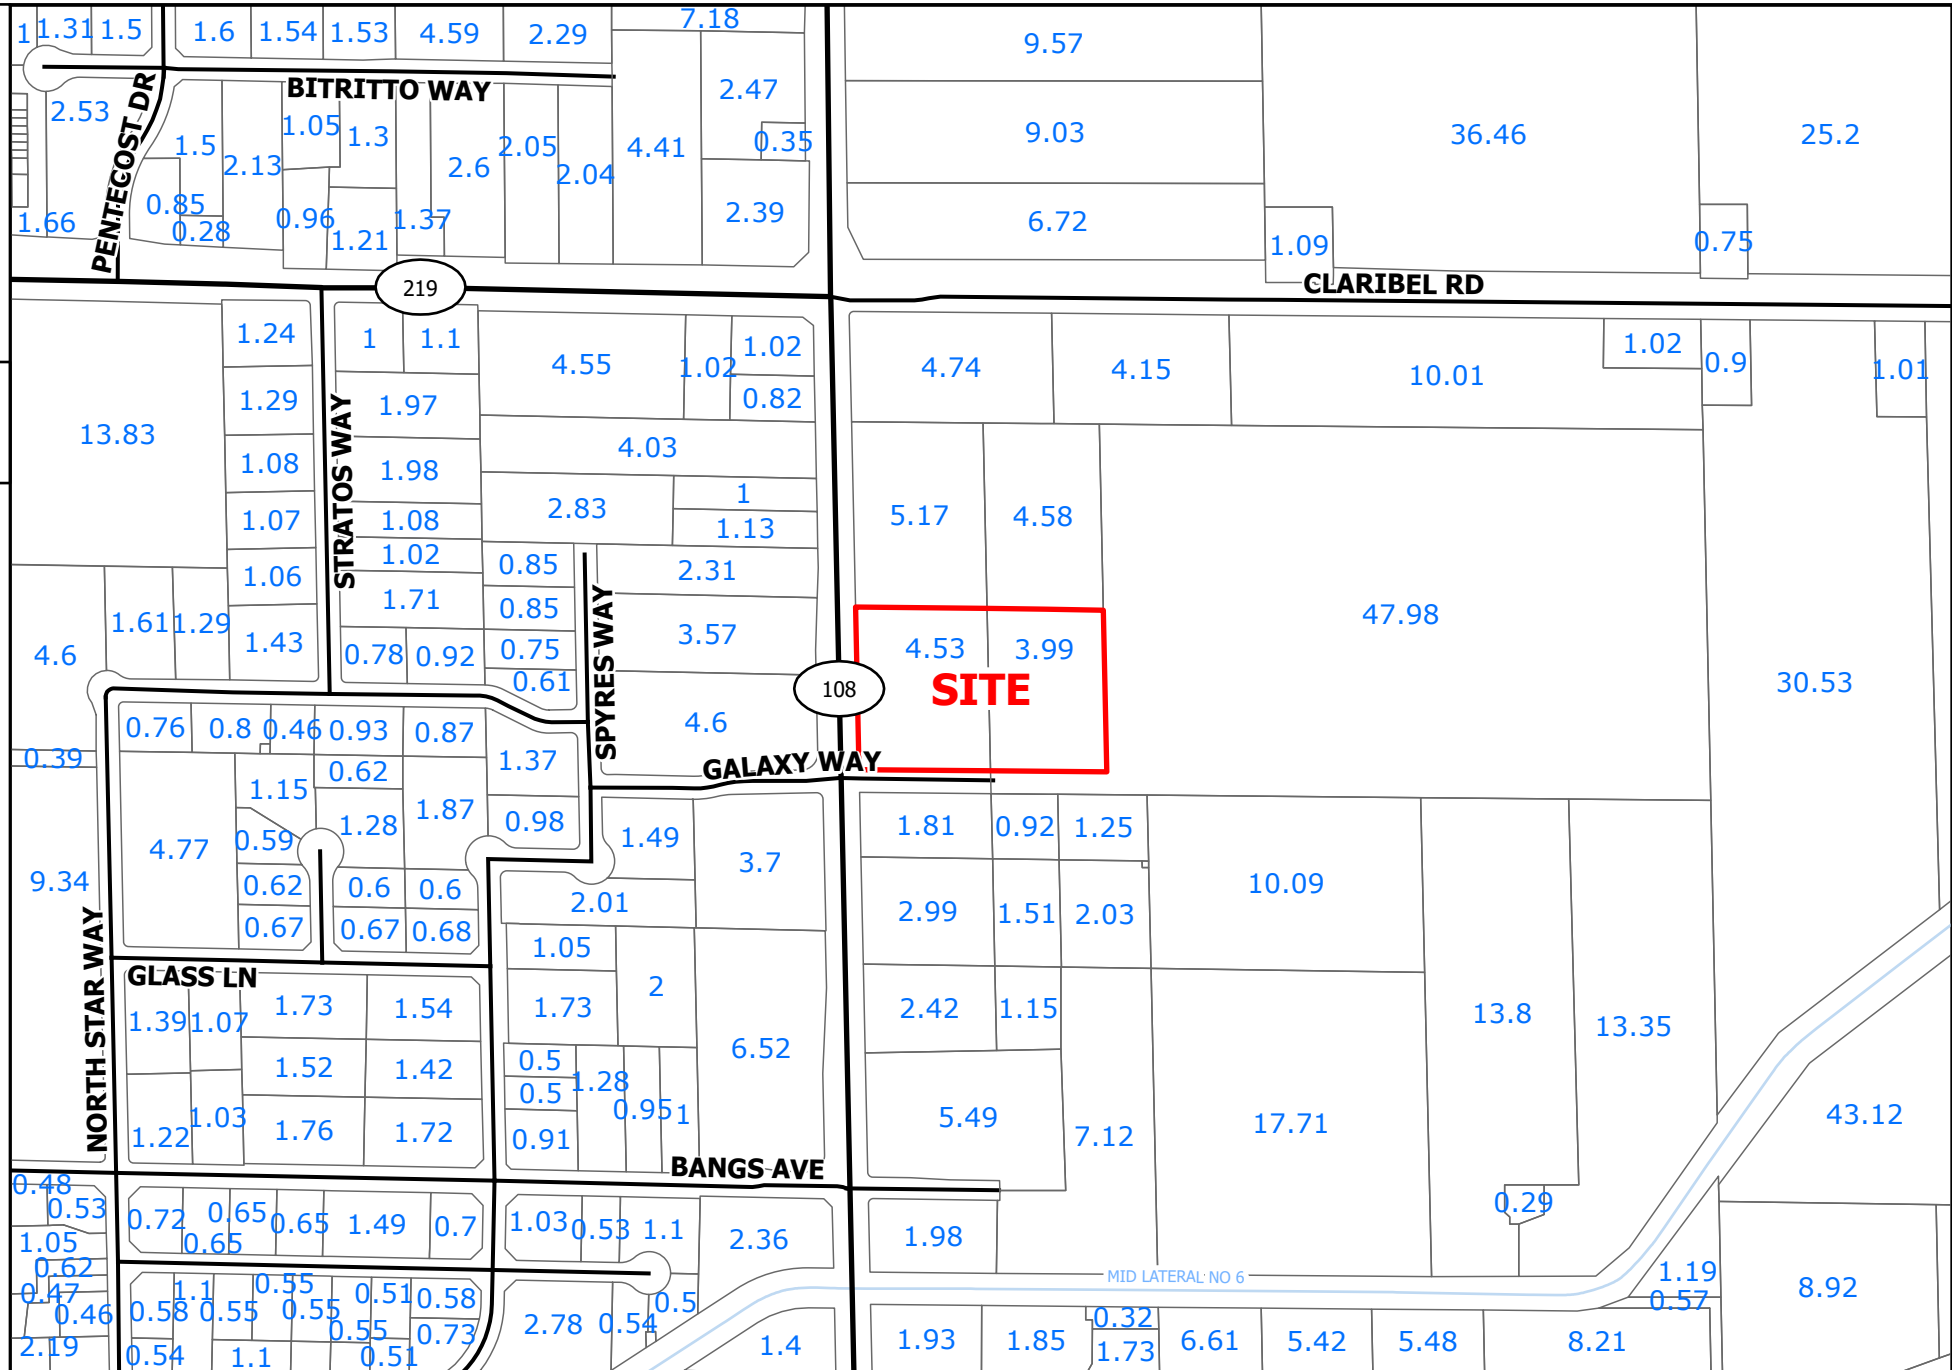 1 1.31 1.5 1.6 1.54 1.53 4.59 2.29 7.18
9.57
BITRITTO WAY
2.47
2.53
PENTECOST DR
1.5 2.13 1.05 1.3 2.6 2.05 2.04 4.41 0.35
9.03 36.46 25.2
0.85 0.28 0.96 1.21 1.37 2.39
1.66
6.72 1.09 0.75
219
CLARIBEL RD
1.24 1 1.1 4.55 1.02 1.02
0.82
4.74 4.15 10.01 1.02 0.9 1.01
13.83 1.29 1.97
STRATOS WAY
4.03
1.08 1.98
2.83 1
1.13
1.07 1.08
5.17 4.58
1.02 0.85 2.31
1.06 1.71 0.85
SPYRES WAY
47.98
4.6 1.61 1.29 1.43 0.78 0.92 0.75 3.57
0.61
4.53 3.99
SITE
108
30.53
4.6
0.76 0.8 0.46 0.93 0.87
0.39
0.62 1.37
GALAXY WAY
1.15
4.77 0.59 1.28 1.87 0.98 1.49 3.7
1.81 0.92 1.25
9.34 0.62 0.6 0.6 2.01
10.09
0.67 0.67 0.68
2.99 1.51 2.03
NORTH STAR WAY
1.05
GLASS LN
1.39 1.07 1.73 1.54 1.73 2 6.52
2.42 1.15 13.8 13.35
1.52 1.42 0.5
0.5 1.28
1.22 1.03 1.76 1.72 0.91 0.95 1
5.49 7.12 17.71 43.12
BANGS AVE
0.48
0.53 0.72 0.65 0.65 1.49 0.7 1.03 0.53 1.1 2.36 1.98 0.29
0.65
1.05
0.62
MID LATERAL NO 6
1.19 8.92
0.57
0.47 1.1 0.55 0.51 0.58 0.5
0.46 0.58 0.55 0.55 2.78 0.54
0.32
2.19 0.55 0.73 1.4 1.93 1.85 1.73 6.61 5.42 5.48 8.21
0.54 1.1 0.51